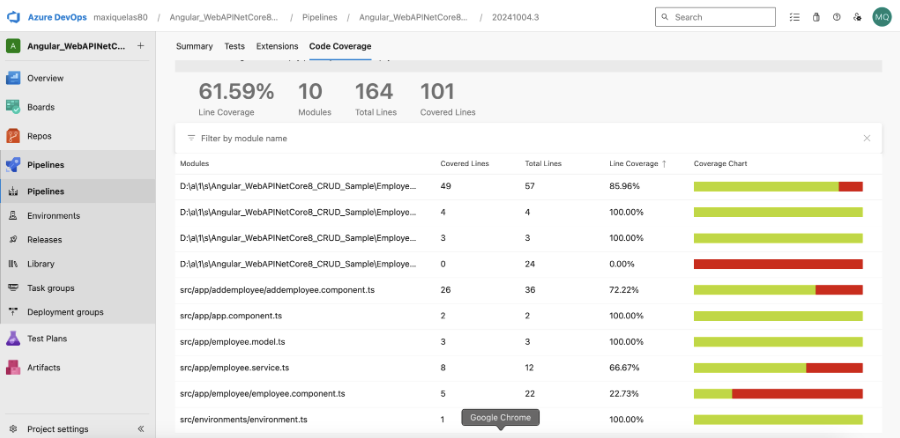 Azure DevOps maxiquelas80 / Angular_WebAPINetCore8... / Pipelines / Angular_WebAPINetCore8... / 20241004.3 Search MQ
A Angular_WebAPINetC... +
Summary Tests Extensions Code Coverage
Overview
Boards
Repos
Pipelines
Pipelines
Environments
Releases
Library
Task groups
Deployment groups
Test Plans
Artifacts
Project settings
61.59% 10 164 101
Line Coverage Modules Total Lines Covered Lines
Filter by module name
Modules Covered Lines Total Lines Line Coverage ↑ Coverage Chart
D:\a\1\s\Angular_WebAPINetCore8_CRUD_Sample\Employe... 49 57 85.96%
D:\a\1\s\Angular_WebAPINetCore8_CRUD_Sample\Employe... 4 4 100.00%
D:\a\1\s\Angular_WebAPINetCore8_CRUD_Sample\Employe... 3 3 100.00%
D:\a\1\s\Angular_WebAPINetCore8_CRUD_Sample\Employe... 0 24 0.00%
src/app/addemployee/addemployee.component.ts 26 36 72.22%
src/app/app.component.ts 2 2 100.00%
src/app/employee.model.ts 3 3 100.00%
src/app/employee.service.ts 8 12 66.67%
src/app/employee/employee.component.ts 5 22 22.73%
src/environments/environment.ts 1 100.00%
Google Chrome